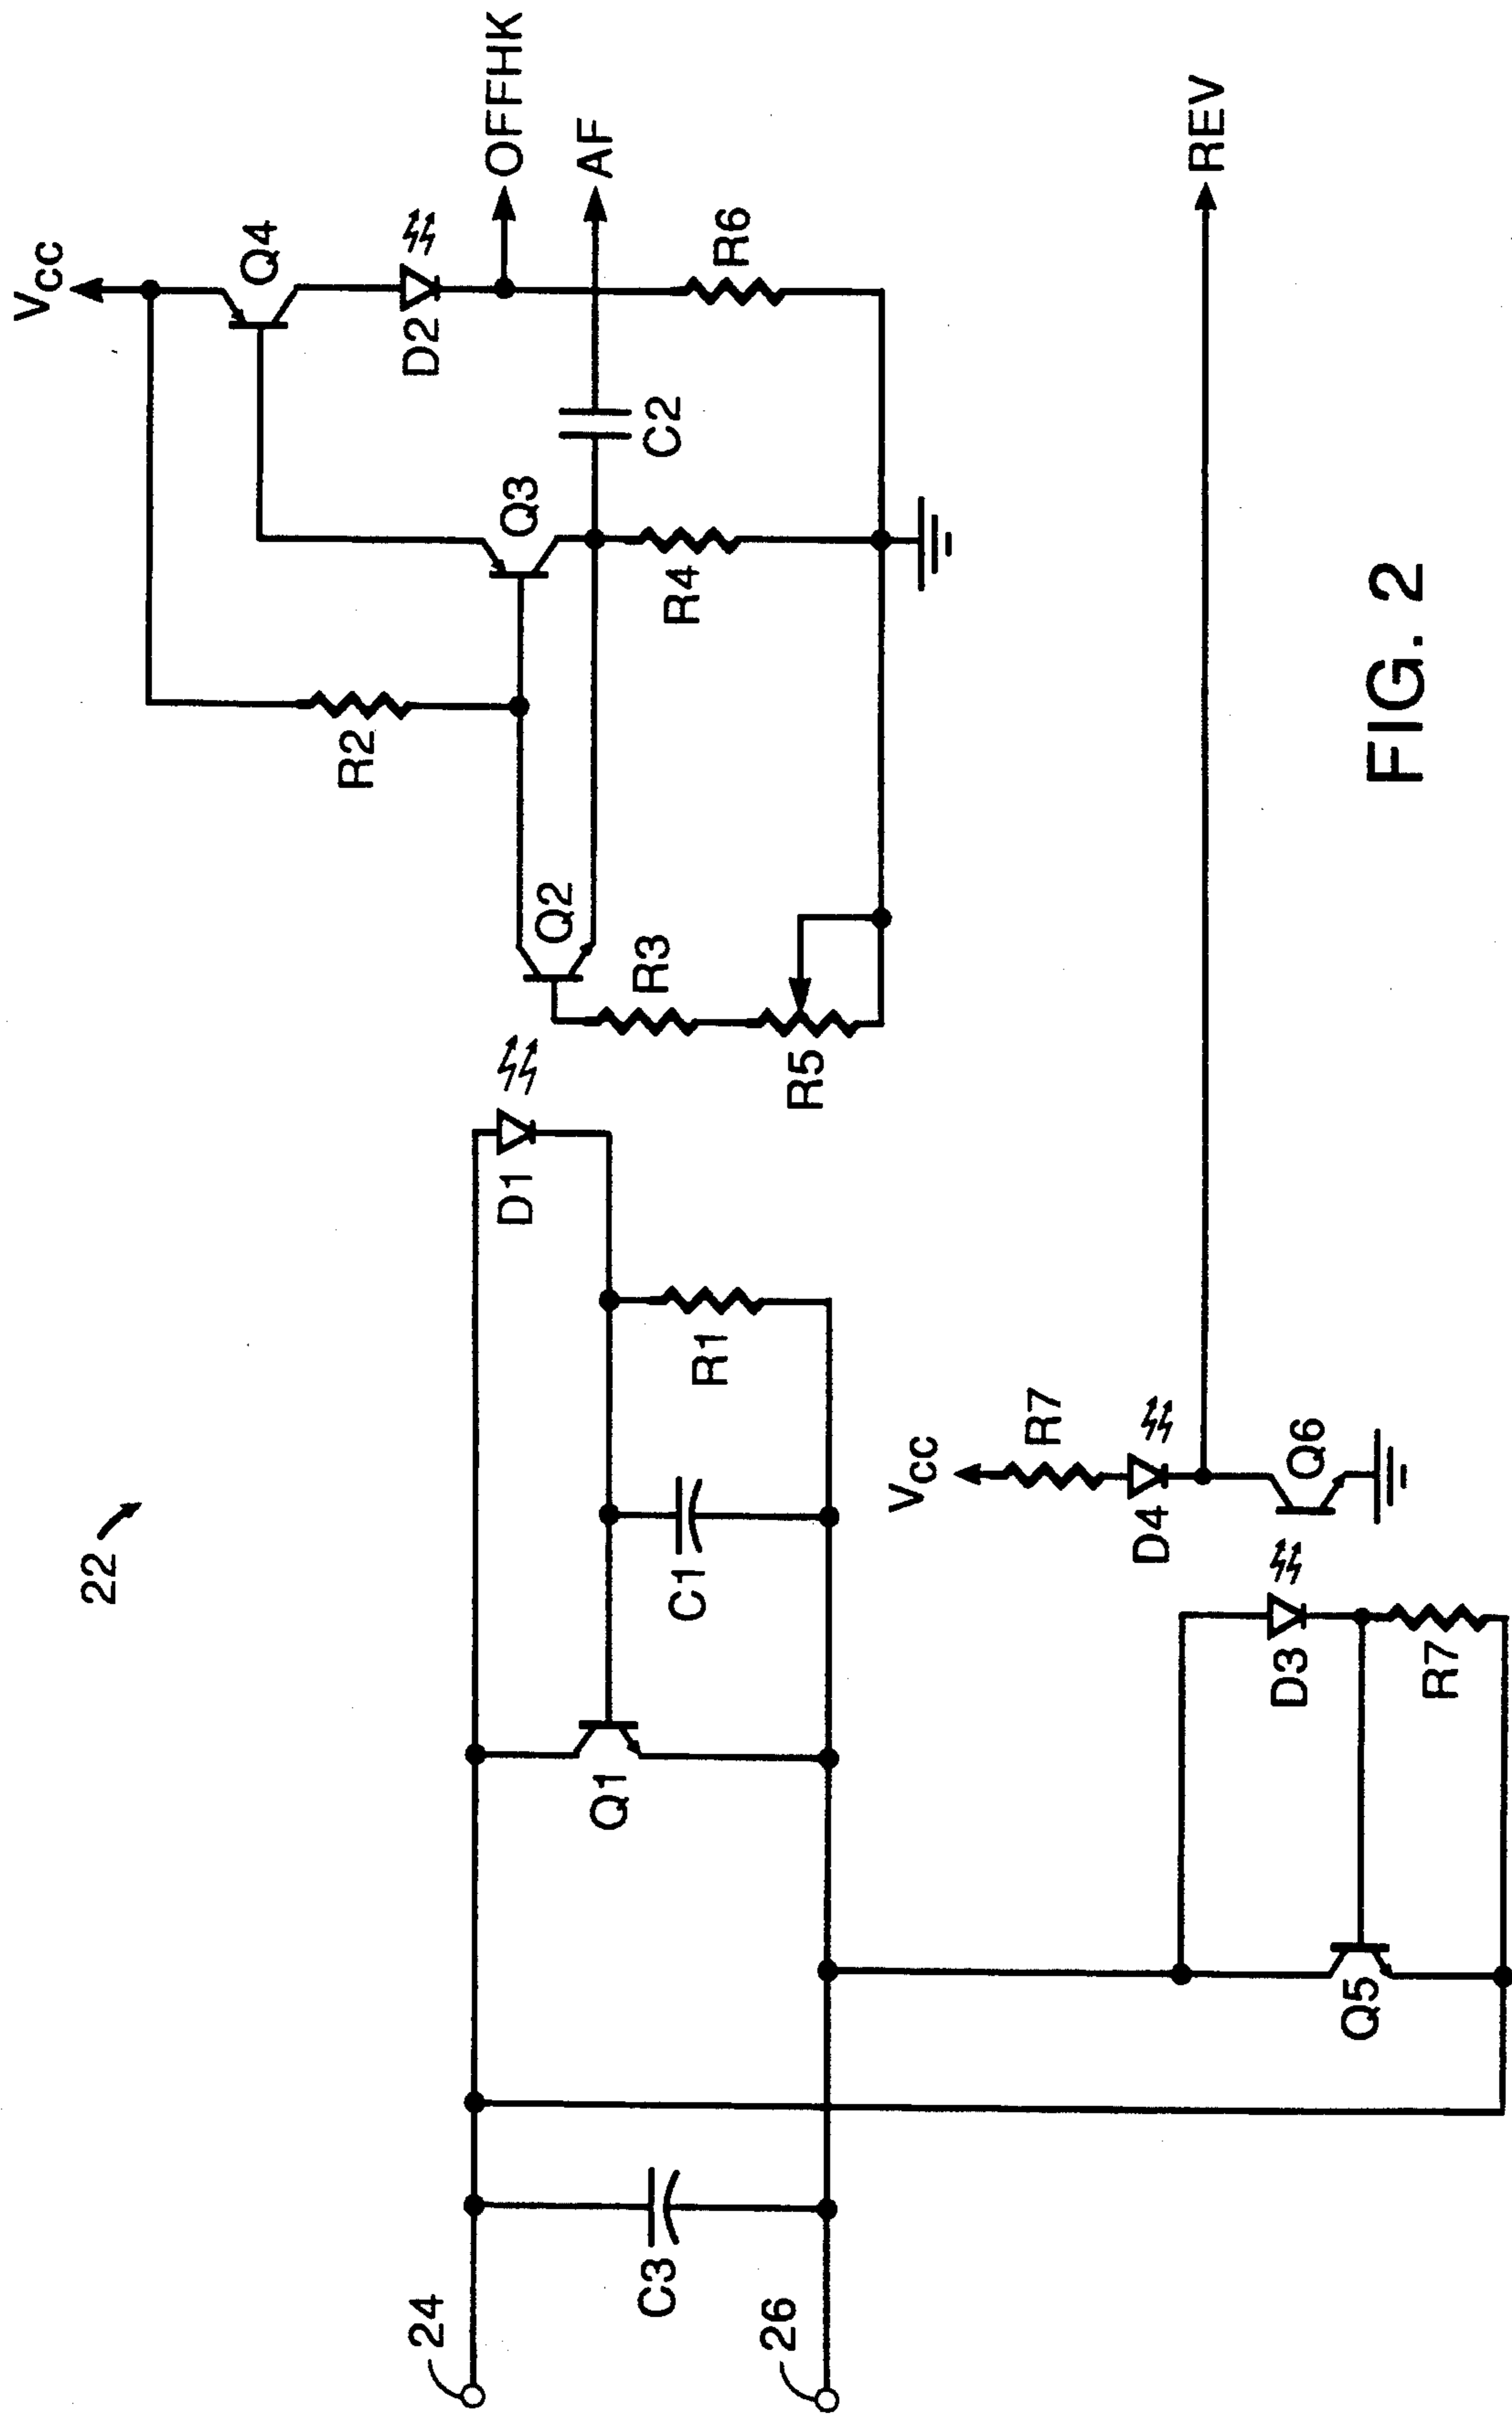 22
VCC
Q4
D2
OFFHK
AF
R2
Q3
C2
R6
R4
Q2
R3
R5
D1
R1
C1
Q1
24
C3
26
VCC
R7
D4
REV
Q6
D3
R7
Q5
FIG. 2